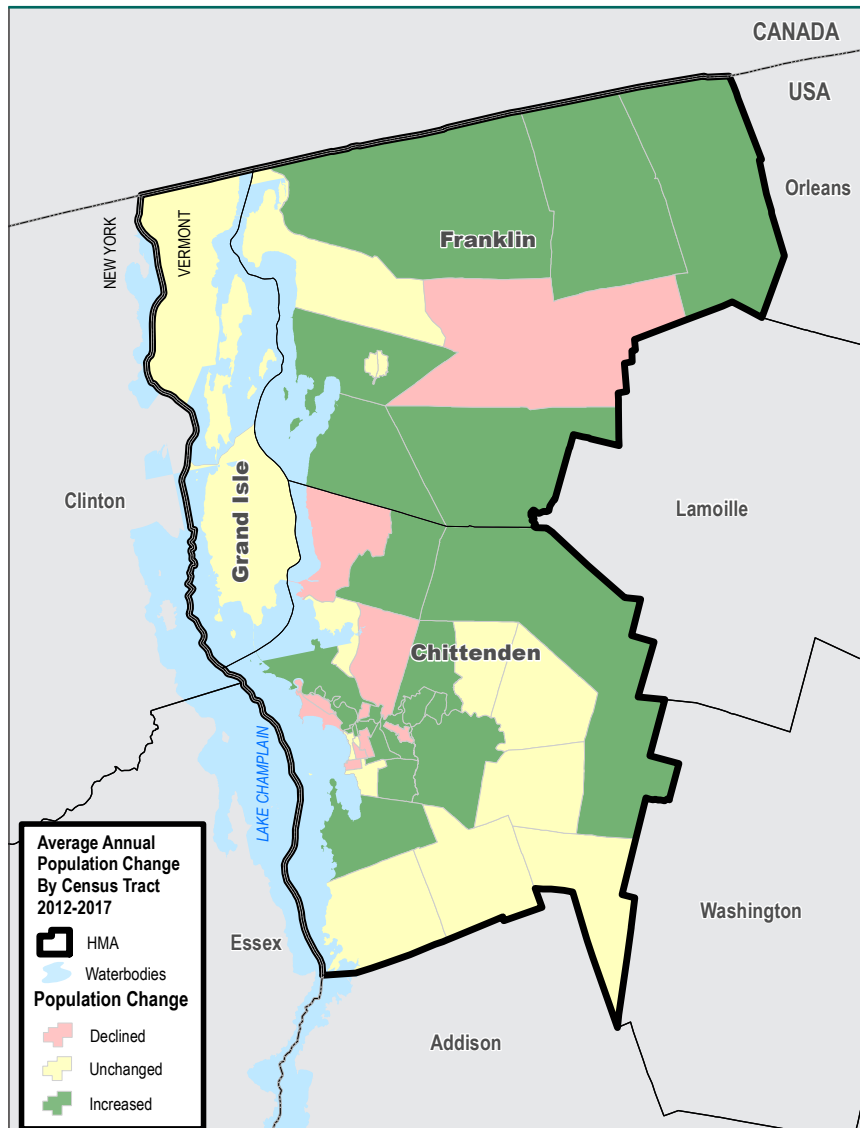 CANADA
USA
Orleans
NEW YORK
VERMONT
Franklin
Clinton
Grand Isle
Lamoille
Chittenden
LAKE CHAMPLAIN
Average Annual
Population Change
By Census Tract
2012-2017
HMA
Waterbodies
Population Change
Declined
Unchanged
Increased
Essex
Washington
Addison